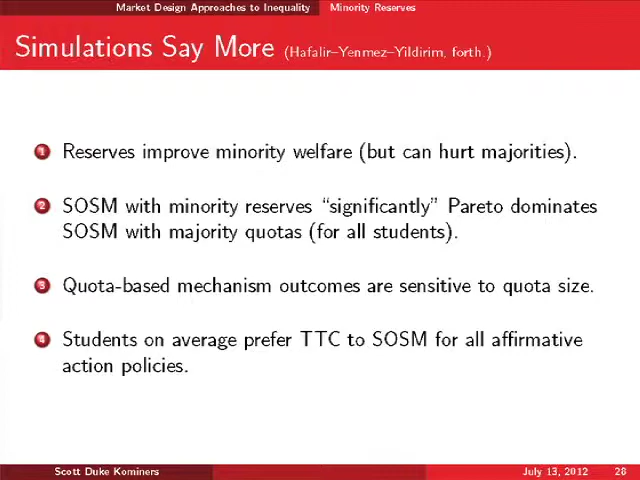 Market Design Approaches to Inequality Minority Reserves
Simulations Say More (Hafalir–Yenmez–Yildirim, forth.)
1 Reserves improve minority welfare (but can hurt majorities).
2 SOSM with minority reserves “significantly” Pareto dominates
SOSM with majority quotas (for all students).
3 Quota-based mechanism outcomes are sensitive to quota size.
4 Students on average prefer TTC to SOSM for all affirmative
action policies.
Scott Duke Kominers July 13, 2012 28